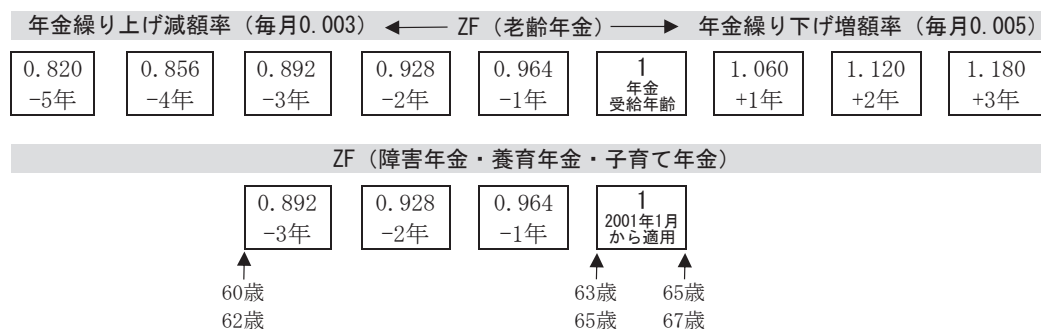 年金繰り上げ減額率（毎月0.003） ← ZF（老齢年金） → 年金繰り下げ増額率（毎月0.005）
0.820 0.856 0.892 0.928 0.964 1 1.060 1.120 1.180
-5年 -4年 -3年 -2年 -1年 年金 +1年 +2年 +3年
受給年齢
ZF（障害年金・養育年金・子育て年金）
0.892 0.928 0.964 1
-3年 -2年 -1年 2001年1月
から適用
60歳 63歳 65歳
62歳 65歳 67歳